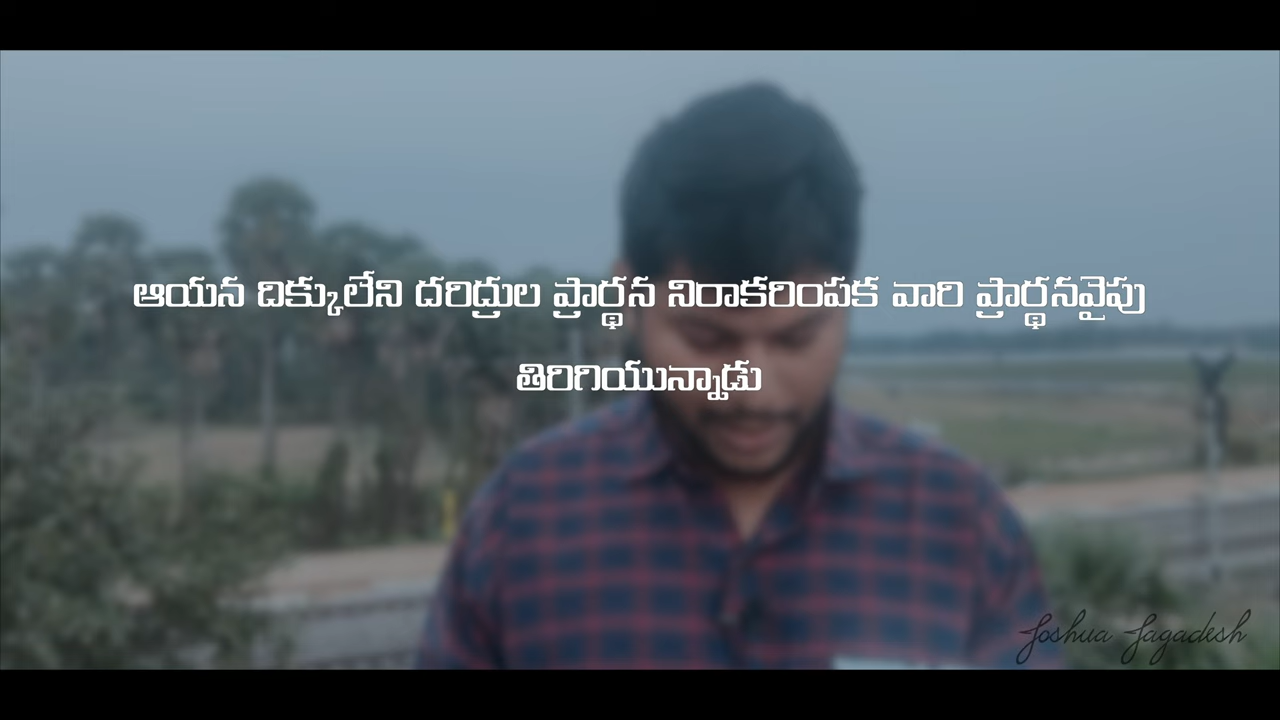 ఆయన దిక్కులేని దరిద్రుల ప్రార్థన నిరాకరింపక వారి ప్రార్థనవైపు
తిరిగియున్నాడు
Joshua Jagadesh